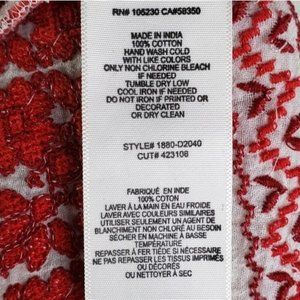 RN# 105230 CA#58350
MADE IN INDIA
100% COTTON
HAND WASH COLD
WITH LIKE COLORS
ONLY NON CHLORINE BLEACH
IF NEEDED
TUMBLE DRY LOW
COOL IRON IF NEEDED
DO NOT IRON IF PRINTED OR
DECORATED
OR DRY CLEAN
STYLE# 1880-D2040
CUT# 423108
FABRIQUÉ EN INDE
100% COTON
LAVER À LA MAIN EN EAU FROIDE
LAVER AVEC COULEURS SIMILAIRES
UTILISER SEULEMENT UN AGENT DE
BLANCHIMENT NON CHLORÉ AU BESOIN
SÉCHER EN MACHINE À BASSE
TEMPÉRATURE
REPASSER À FER TIÈDE SI NÉCESSAIRE
NE PAS REPASSER LES TISSUS IMPRIMÉS
OU DÉCORÉS
OU NETTOYER À SEC